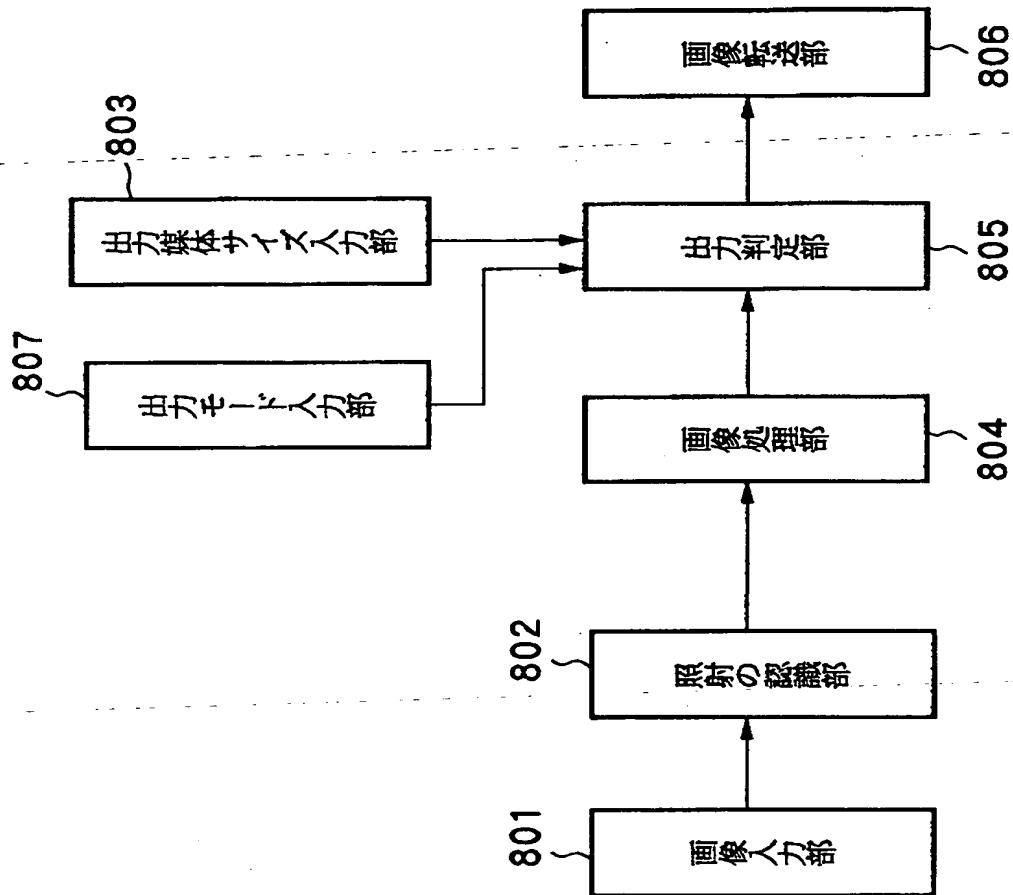 801
画像入力部
802
照射の認識部
807
出力モード入力部
803
出力媒体サイズ入力部
画像処理部
804
出力判定部
805
画像転送部
806